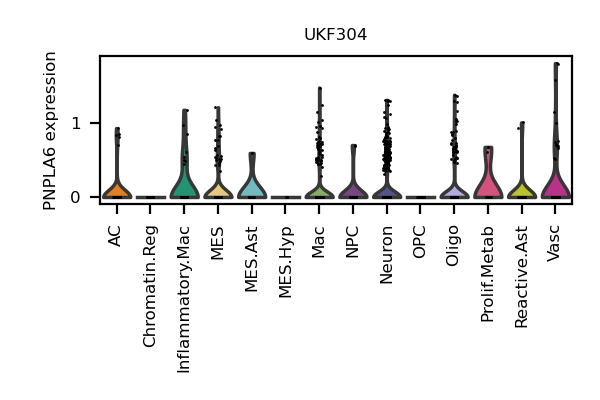 UKF304
PNPLA6 expression
1
0
AC
Chromatin.Reg
Inflammatory.Mac
MES
MES.Ast
MES.Hyp
Mac
NPC
Neuron
OPC
Oligo
Prolif.Metab
Reactive.Ast
Vasc